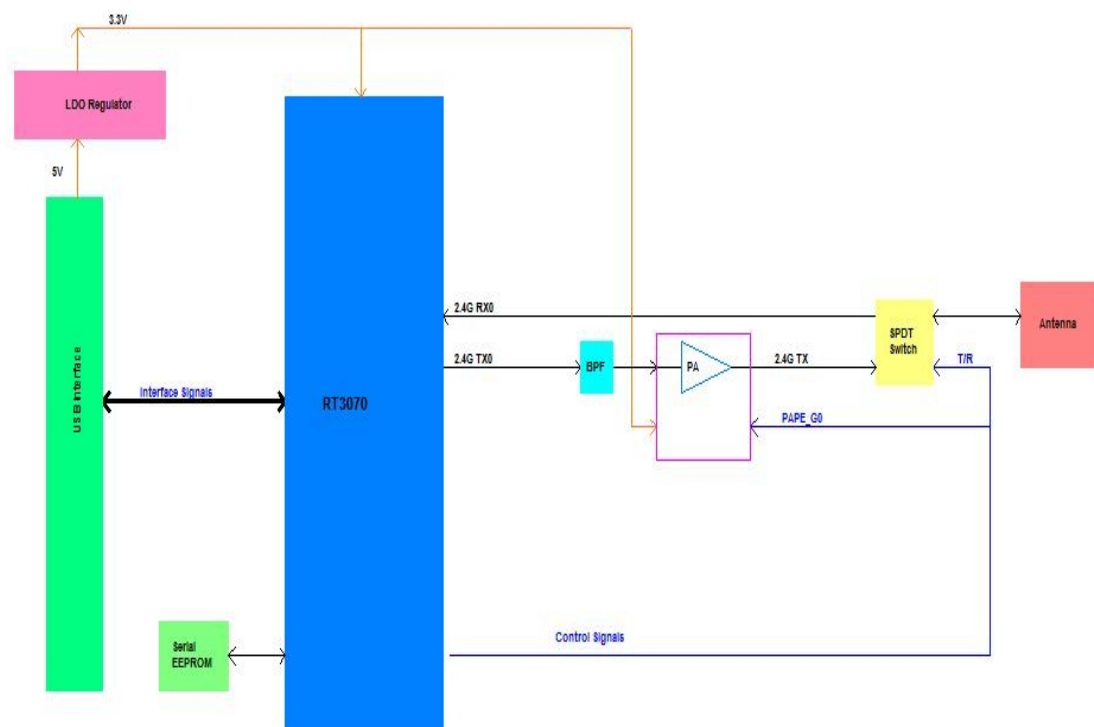 3.3V
LDO Regulator
5V
2.4G RX0
SPDT
Switch
Antenna
2.4G TX0
BPF
PA
2.4G TX
T/R
USB Interface
Interface Signals
RT3070
PAPE_G0
Serial
EEPROM
Control Signals